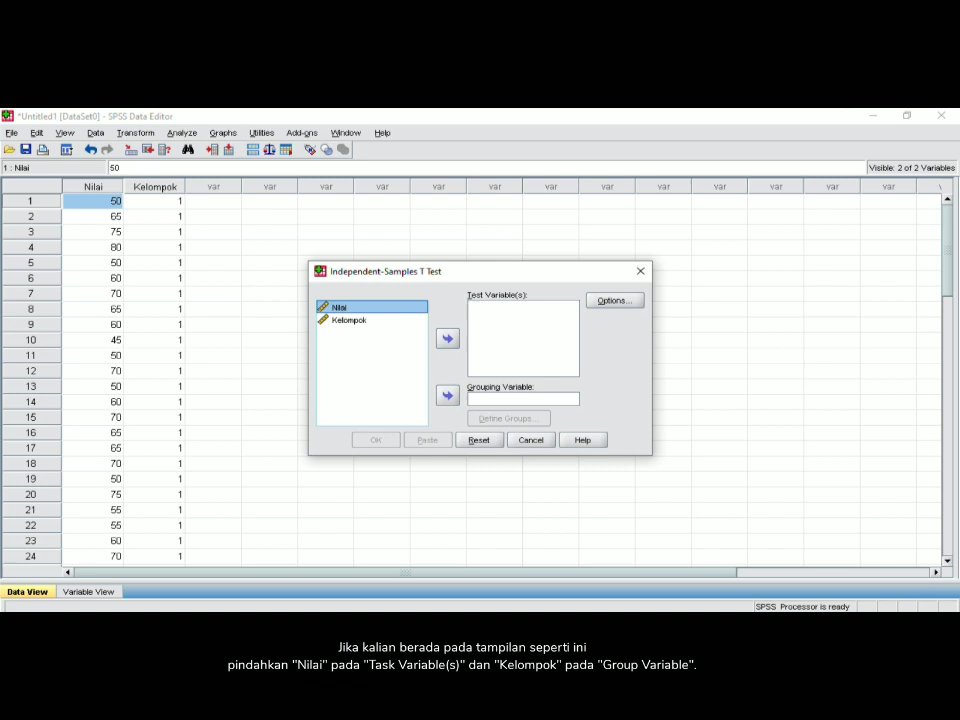 *Untitled1 [DataSet0] - SPSS Data Editor
File Edit View Data Transform Analyze Graphs Utilities Add-ons Window Help
1 : Nilai 50 Visible: 2 of 2 Variables
Nilai Kelompok var var var var var var var var var var var var var
1 50 1
2 65 1
3 75 1
4 80 1
5 50 1
6 60 1
7 70 1
8 65 1
9 60 1
10 45 1
11 50 1
12 70 1
13 50 1
14 60 1
15 70 1
16 65 1
17 65 1
18 70 1
19 50 1
20 75 1
21 55 1
22 55 1
23 60 1
24 70 1
Independent-Samples T Test
Nilai
Kelompok
Test Variable(s):
Options...
Grouping Variable:
Define Groups...
OK Paste Reset Cancel Help
Data View Variable View
SPSS Processor is ready
Jika kalian berada pada tampilan seperti ini
pindahkan "Nilai" pada "Task Variable(s)" dan "Kelompok" pada "Group Variable".